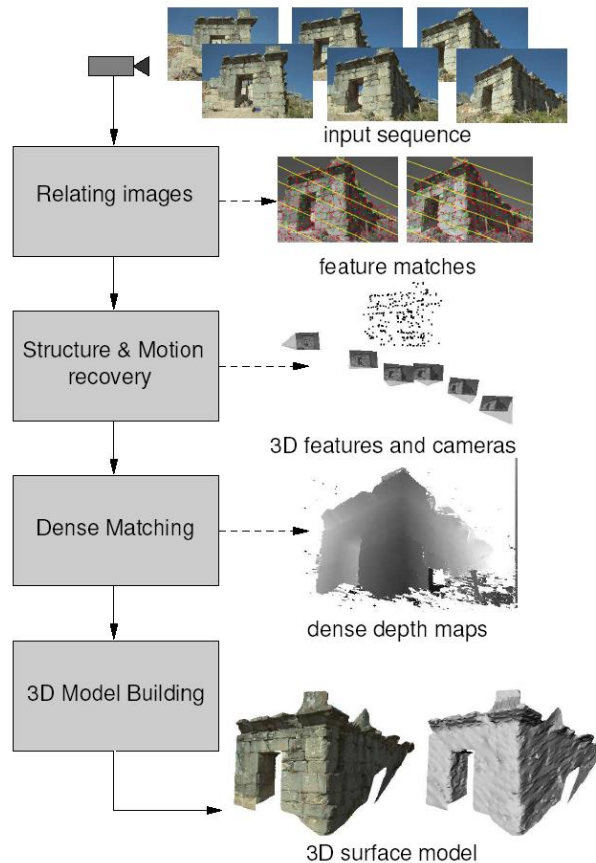 input sequence
Relating images
feature matches
Structure & Motion
recovery
3D features and cameras
Dense Matching
dense depth maps
3D Model Building
3D surface model